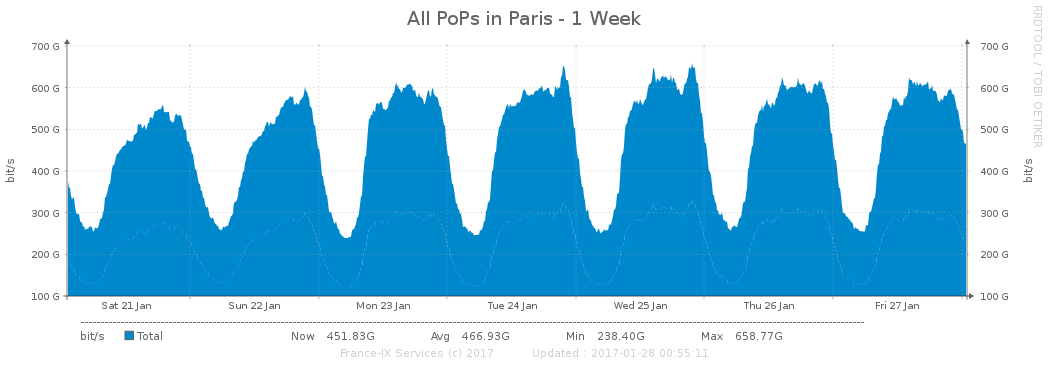 All PoPs in Paris - 1 Week
RRDTOOL / TOBI OETIKER
bit/s
700 G
600 G
500 G
400 G
300 G
200 G
100 G
700 G
600 G
500 G
400 G
300 G
200 G
100 G
bit/s
Sat 21 Jan Sun 22 Jan Mon 23 Jan Tue 24 Jan Wed 25 Jan Thu 26 Jan Fri 27 Jan
bit/s Total Now 451.83G Avg 466.93G Min 238.40G Max 658.77G
France-IX Services (c) 2017 Updated : 2017-01-28 00:55:11